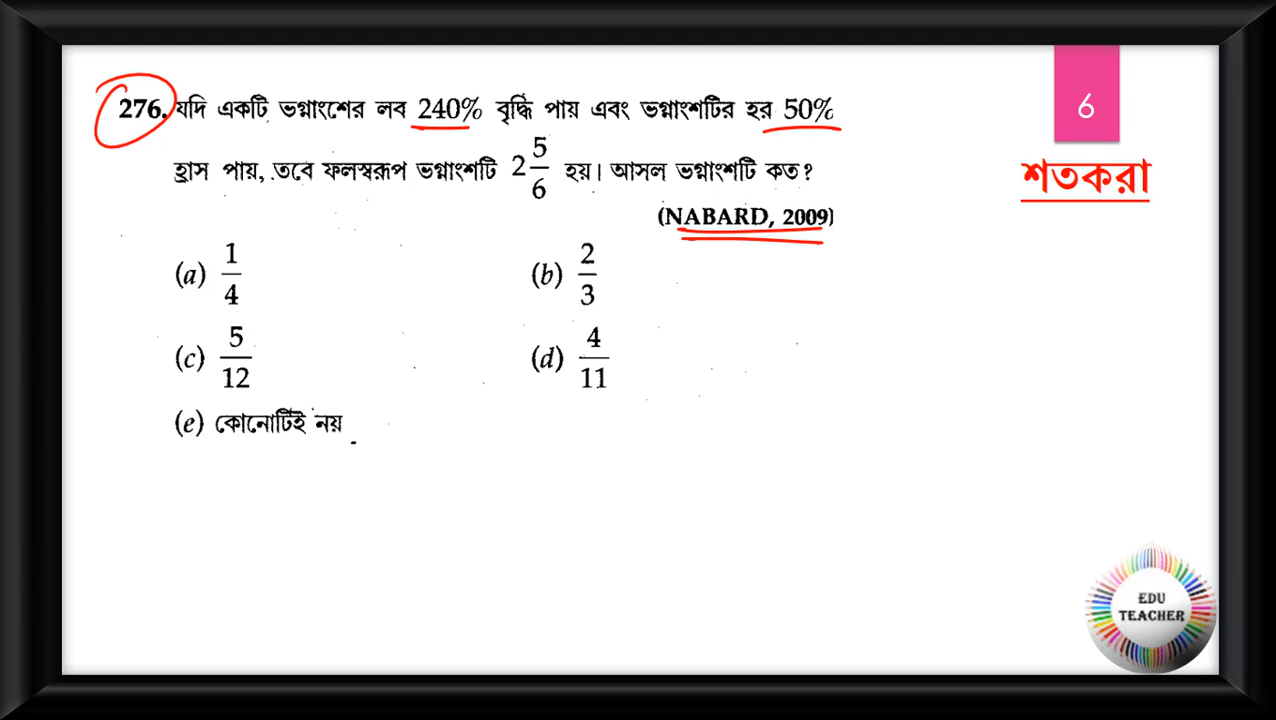 276. যদি একটি ভগ্নাংশের লব 240% বৃদ্ধি পায় এবং ভগ্নাংশটির হর 50%
হ্রাস পায়, তবে ফলস্বরূপ ভগ্নাংশটি 2 5/6 হয়। আসল ভগ্নাংশটি কত?
(NABARD, 2009)
(a) 1/4 (b) 2/3
(c) 5/12 (d) 4/11
(e) কোনোটিই নয়
6
শতকরা
EDU
TEACHER